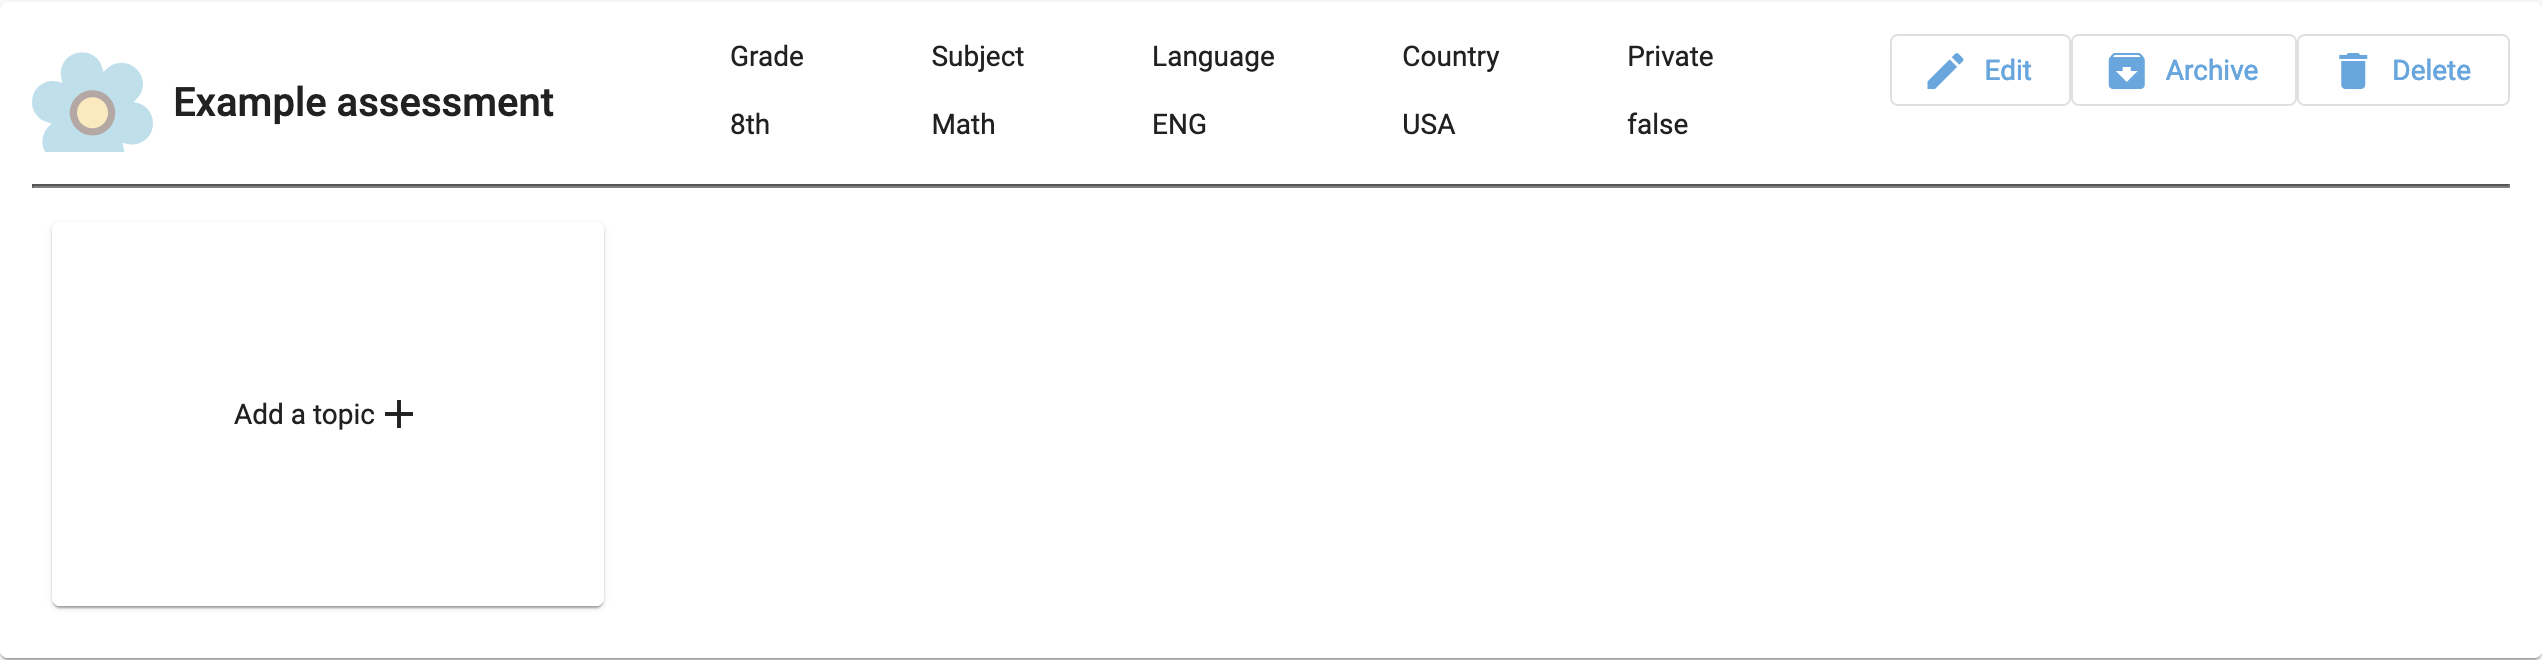 Example assessment
Grade Subject Language Country Private
8th Math ENG USA false
Edit Archive Delete
Add a topic